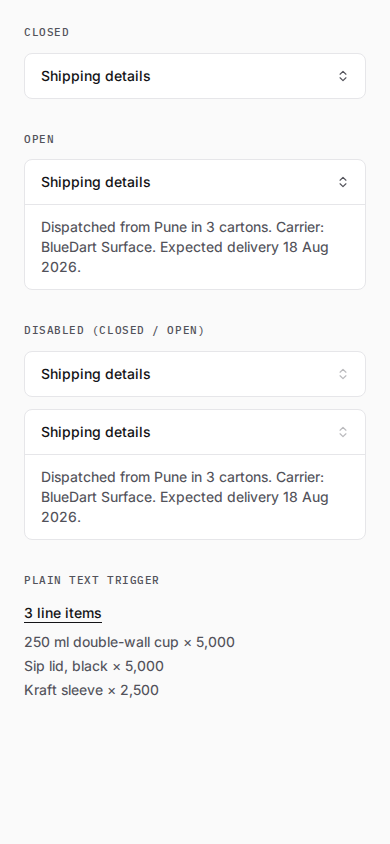 CLOSED
Shipping details
OPEN
Shipping details
Dispatched from Pune in 3 cartons. Carrier:
BlueDart Surface. Expected delivery 18 Aug
2026.
DISABLED (CLOSED / OPEN)
Shipping details
Shipping details
Dispatched from Pune in 3 cartons. Carrier:
BlueDart Surface. Expected delivery 18 Aug
2026.
PLAIN TEXT TRIGGER
3 line items
250 ml double-wall cup × 5,000
Sip lid, black × 5,000
Kraft sleeve × 2,500